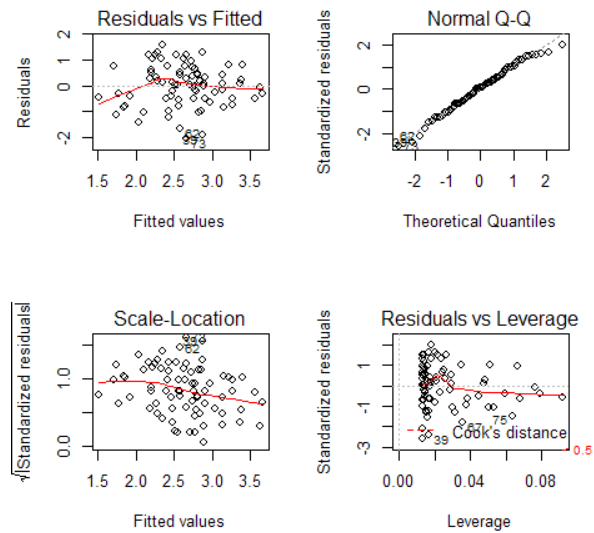 Residuals vs Fitted
Residuals
2
0
-2
1.5 2.0 2.5 3.0 3.5
Fitted values
62
73
Normal Q-Q
Standardized residuals
2
0
-2
-2 -1 0 1 2
Theoretical Quantiles
62
Scale-Location
√|Standardized residuals|
1.0
0.0
1.5 2.0 2.5 3.0 3.5
Fitted values
62
Residuals vs Leverage
Standardized residuals
1
-1
-3
0.00 0.04 0.08
Leverage
Cook's distance
75
67
39
0.5